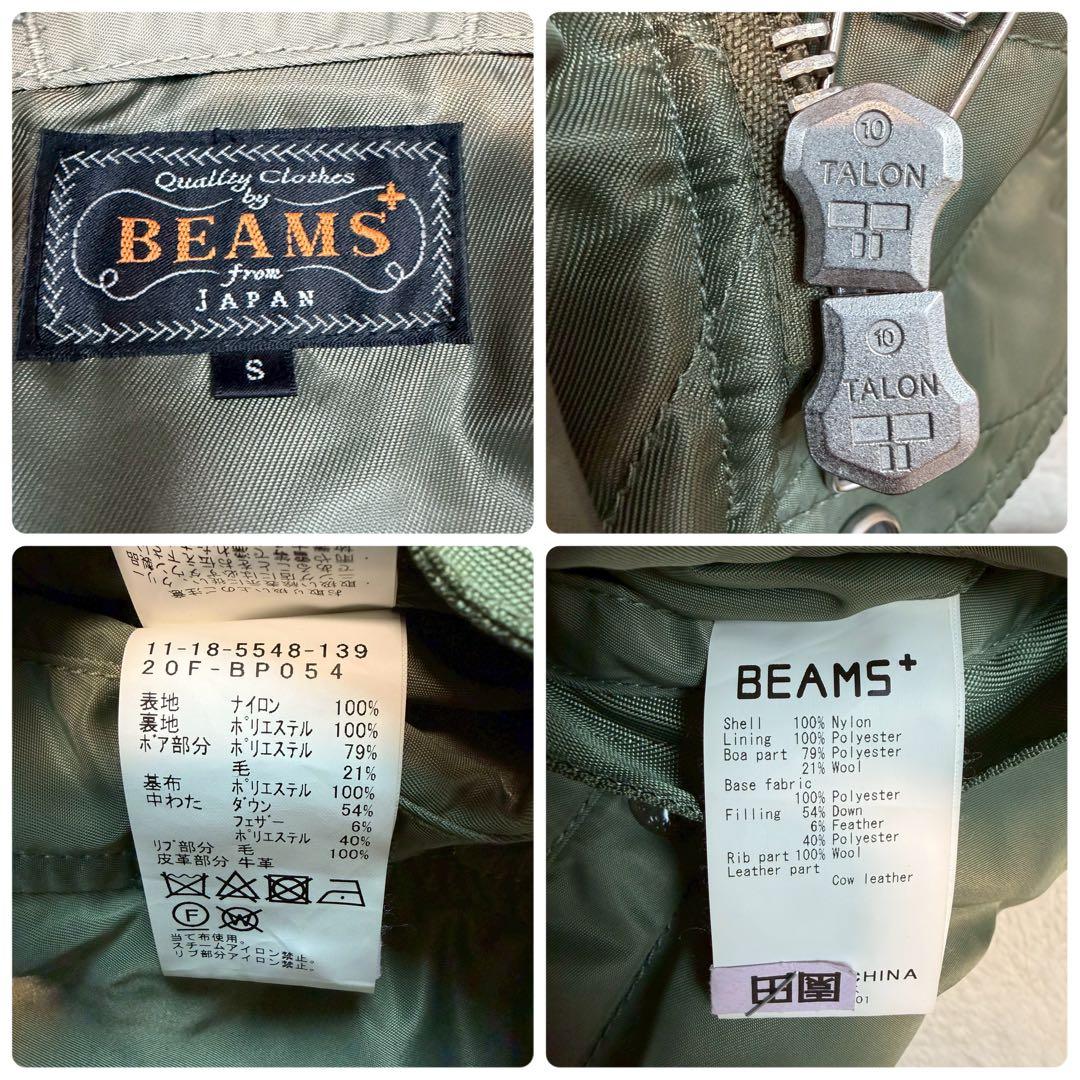 Quality Clothes
by
BEAMS+
from
JAPAN
S
10
TALON
10
TALON
11-18-5548-139
20F-BP054
表地 ナイロン 100%
裏地 ポリエステル 100%
ボア部分 ポリエステル 79%
毛 21%
基布 ポリエステル 100%
中わた ダウン 54%
フェザー 6%
ポリエステル 40%
リブ部分 毛 100%
皮革部分 牛革
F
W
当て布使用。
スチームアイロン禁止。
リブ部分アイロン禁止。
BEAMS+
Shell 100% Nylon
Lining 100% Polyester
Boa part 79% Polyester
21% Wool
Base fabric
100% Polyester
Filling 54% Down
6% Feather
40% Polyester
Rib part 100% Wool
Leather part
Cow leather
CHINA
01